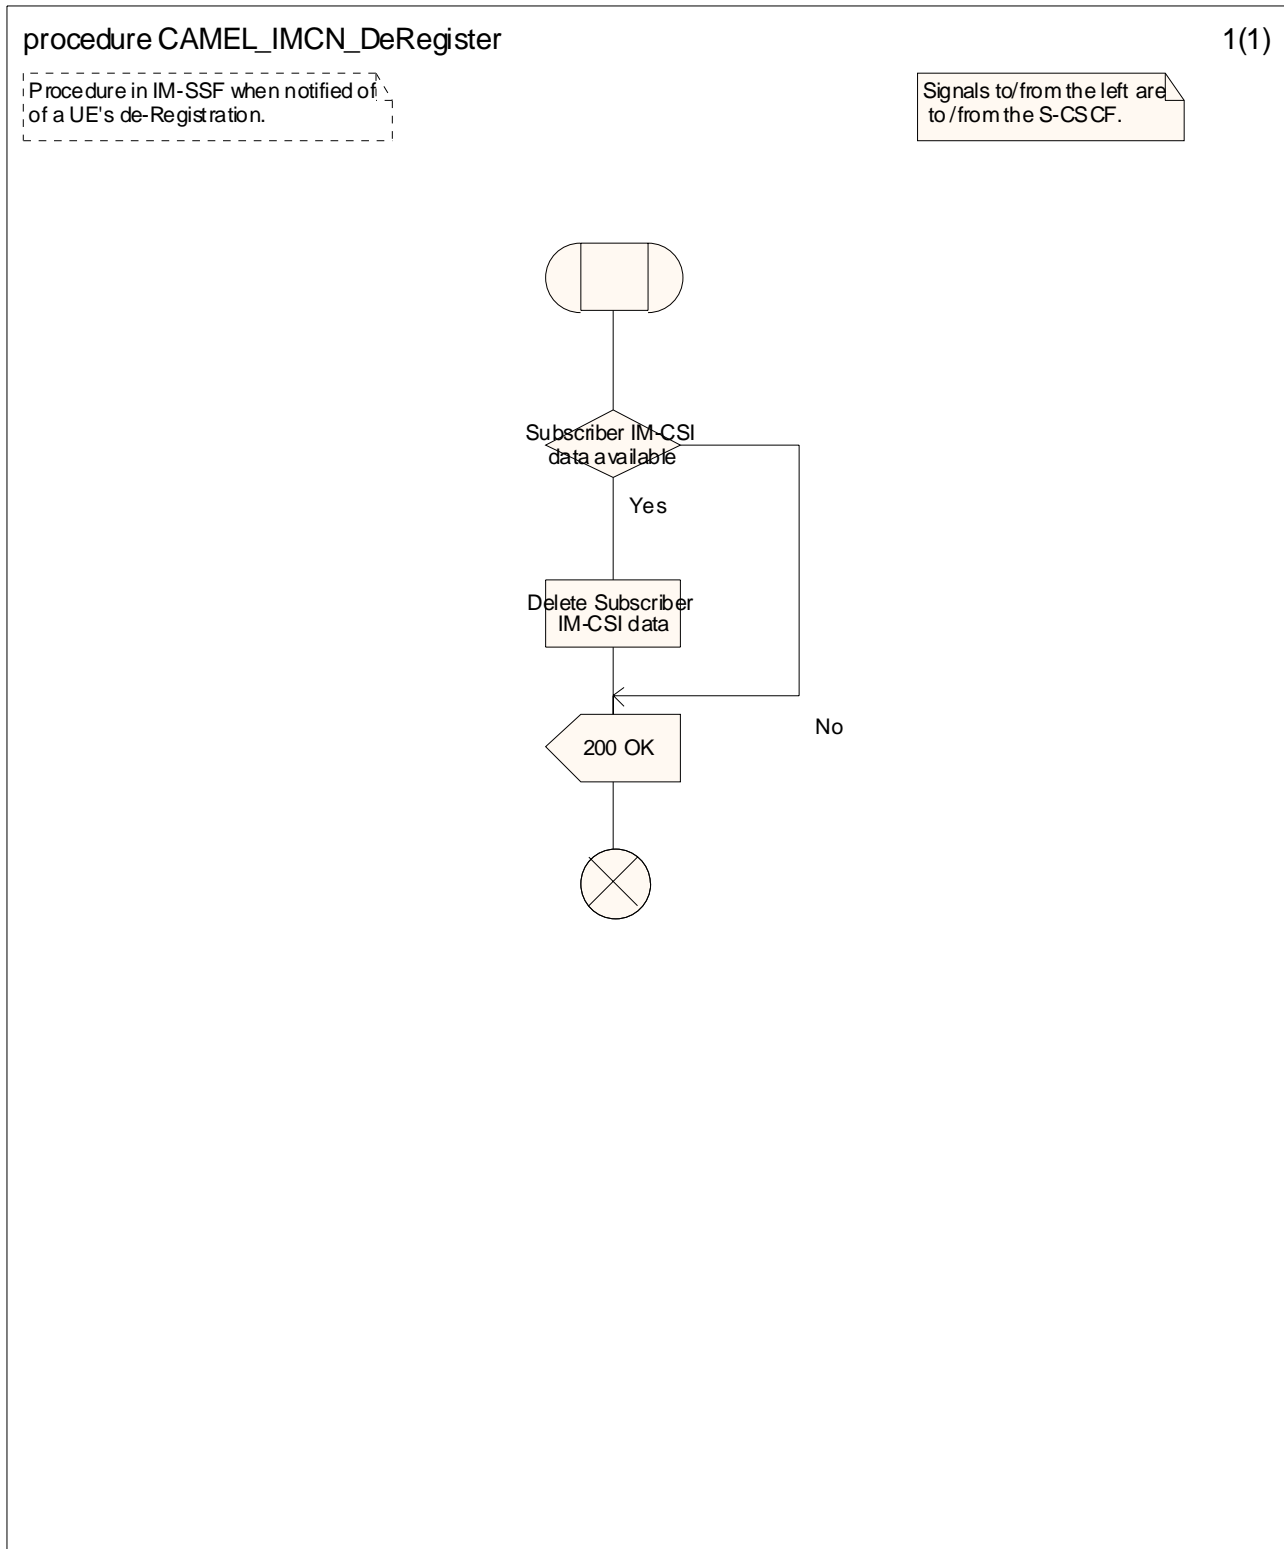 procedure CAMEL_IMCN_DeRegister
1(1)
Procedure in IM-SSF when notified of
of a UE's de-Registration.
Signals to/from the left are
to/from the S-CSCF.
Subscriber IM-CSI
data available
Yes
Delete Subscriber
IM-CSI data
No
200 OK